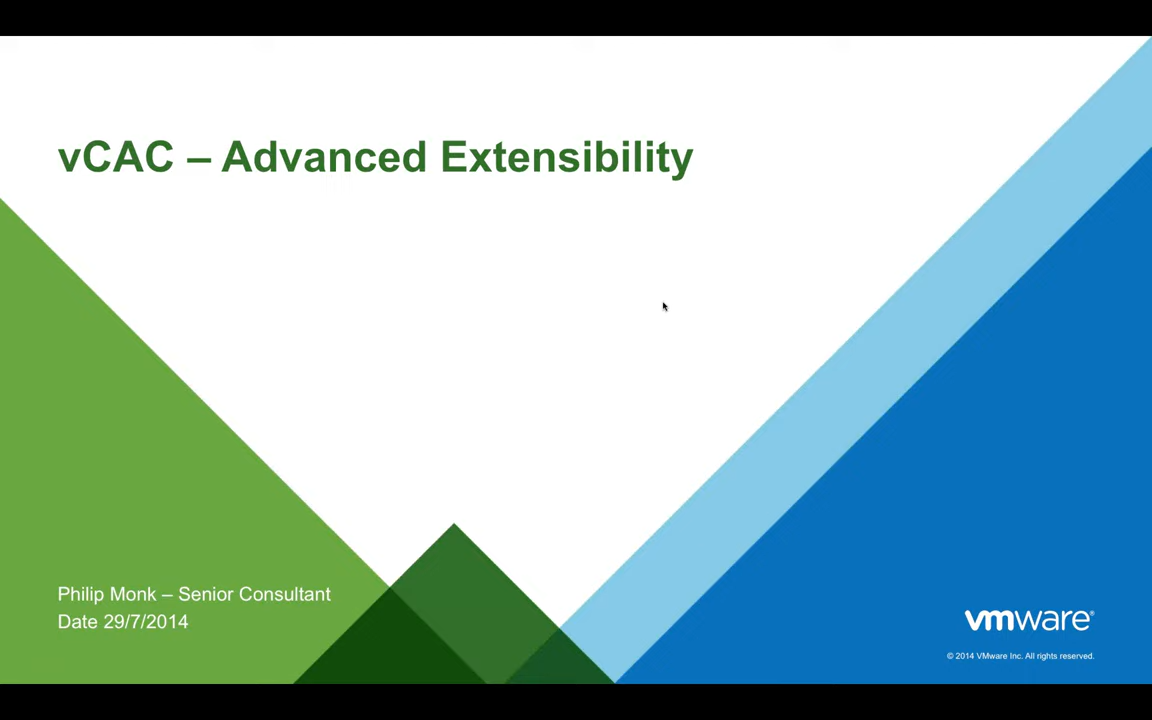 vCAC – Advanced Extensibility
Philip Monk – Senior Consultant
Date 29/7/2014
vmware®
© 2014 VMware Inc. All rights reserved.